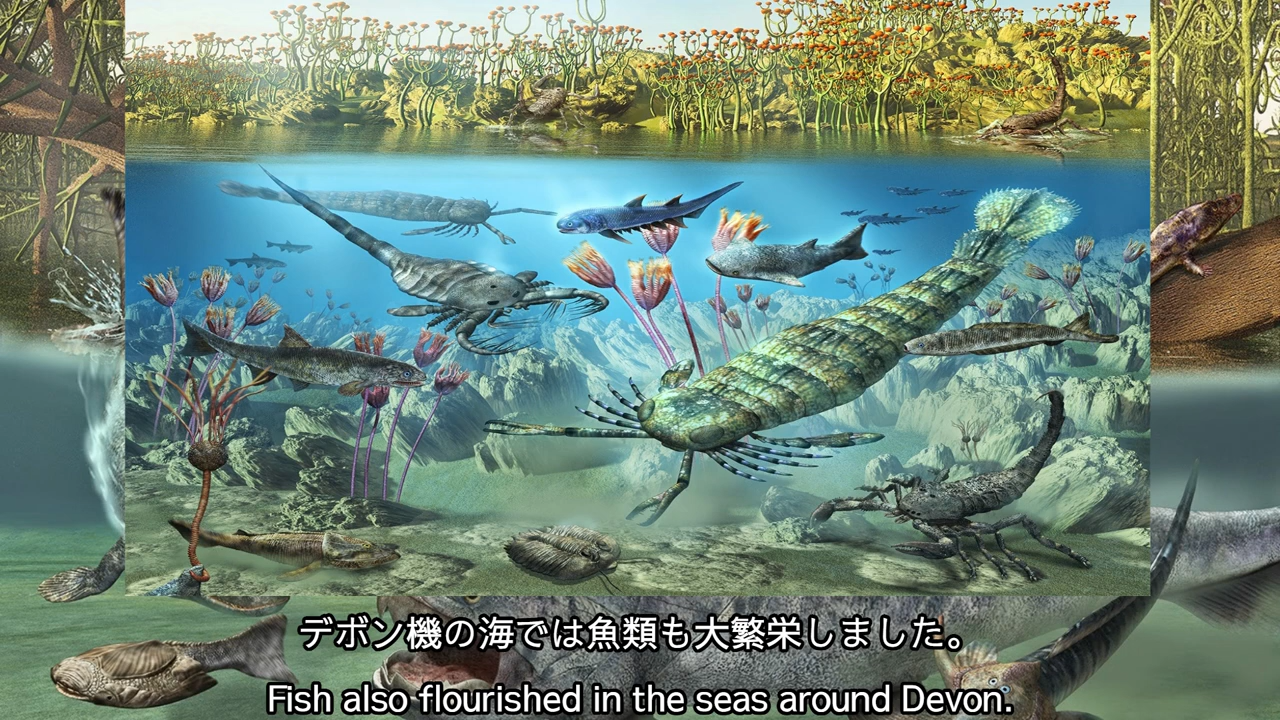 デボン機の海では魚類も大繁栄しました。
Fish also flourished in the seas around Devon.